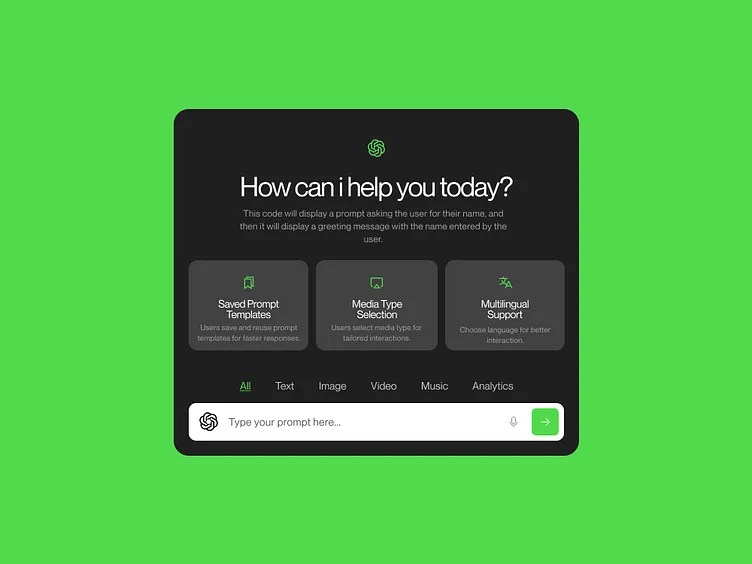 How can i help you today?
This code will display a prompt asking the user for their name, and
then it will display a greeting message with the name entered by the
user.
Saved Prompt
Templates
Users save and reuse prompt
templates for faster responses.
Media Type
Selection
Users select media type for
tailored interactions.
Multilingual
Support
Choose language for better
interaction.
All Text Image Video Music Analytics
Type your prompt here...